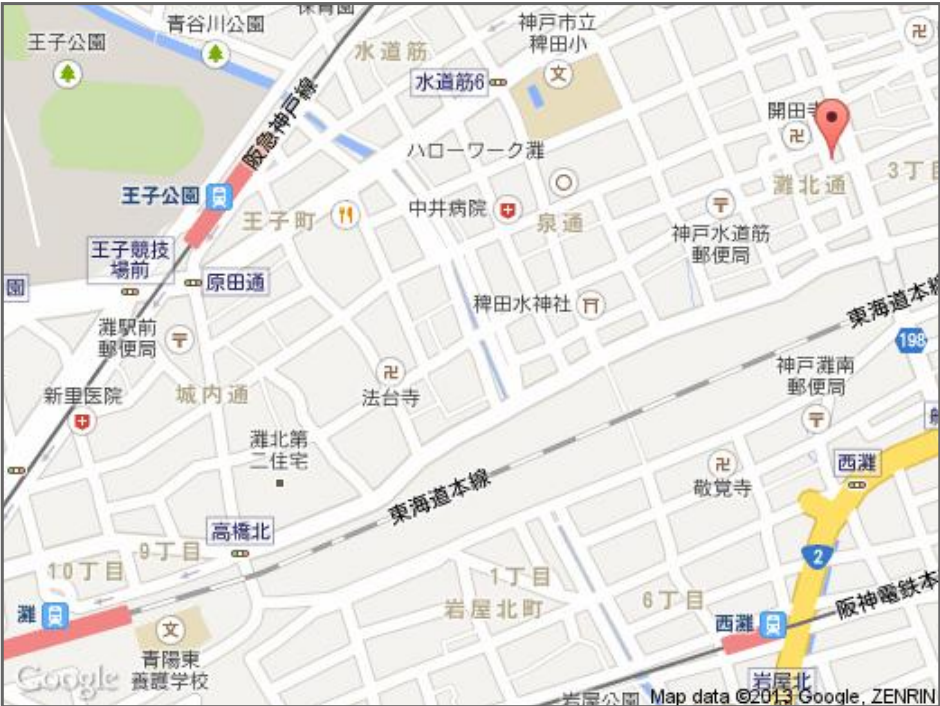 保育園
青谷川公園
王子公園
水道筋
神戸市立
稗田小
水道筋6
阪急神戸線
開田寺
ハローワーク灘
3丁目
灘北通
王子公園
王子町
中井病院
泉通
神戸水道筋
郵便局
王子競技
場前
原田通
園
稗田水神社
東海道本線
灘駅前
郵便局
198
神戸灘南
郵便局
新里医院
城内通
法台寺
灘北第
二住宅
西灘
敬覚寺
東海道本線
高橋北
9丁目
10丁目
2
1丁目
岩屋北町
6丁目
灘
西灘
阪神電鉄本
青陽東
養護学校
Google
岩屋北
岩屋公園
Map data ©2013 Google, ZENRIN